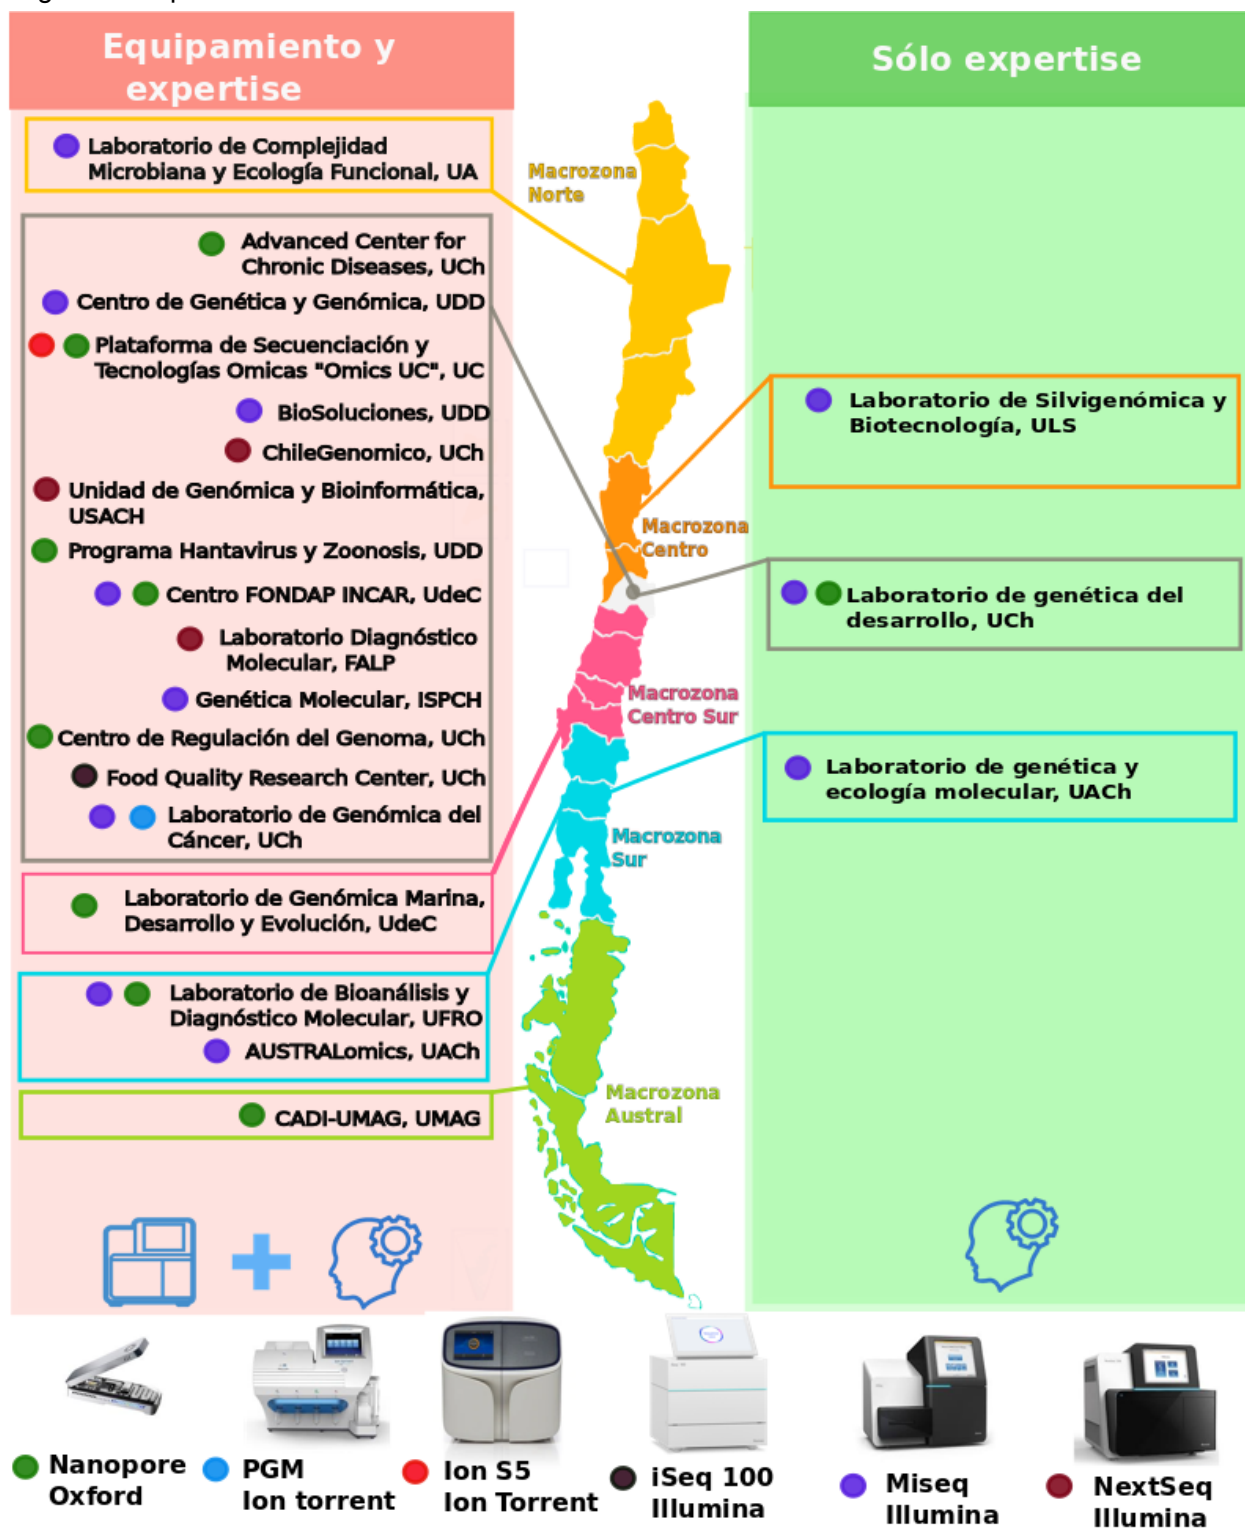 Equipamiento y
expertise
Sólo expertise
Laboratorio de Complejidad
Microbiana y Ecología Funcional, UA
Macrozona
Norte
Advanced Center for
Chronic Diseases, UCh
Centro de Genética y Genómica, UDD
Plataforma de Secuenciación y
Tecnologías Omicas "Omics UC", UC
BioSoluciones, UDD
ChileGenomico, UCh
Unidad de Genómica y Bioinformática,
USACH
Programa Hantavirus y Zoonosis, UDD
Centro FONDAP INCAR, UdeC
Laboratorio Diagnóstico
Molecular, FALP
Genética Molecular, ISPCH
Centro de Regulación del Genoma, UCh
Food Quality Research Center, UCh
Laboratorio de Genómica del
Cáncer, UCh
Laboratorio de Genómica Marina,
Desarrollo y Evolución, UdeC
Laboratorio de Bioanálisis y
Diagnóstico Molecular, UFRO
AUSTRALomics, UACh
CADI-UMAG, UMAG
Macrozona
Centro
Macrozona
Centro Sur
Macrozona
Sur
Macrozona
Austral
Laboratorio de Silvigenómica y
Biotecnología, ULS
Laboratorio de genética del
desarrollo, UCh
Laboratorio de genética y
ecología molecular, UACh
Nanopore
Oxford
PGM
Ion torrent
Ion S5
Ion Torrent
iSeq 100
Illumina
Miseq
Illumina
NextSeq
Illumina